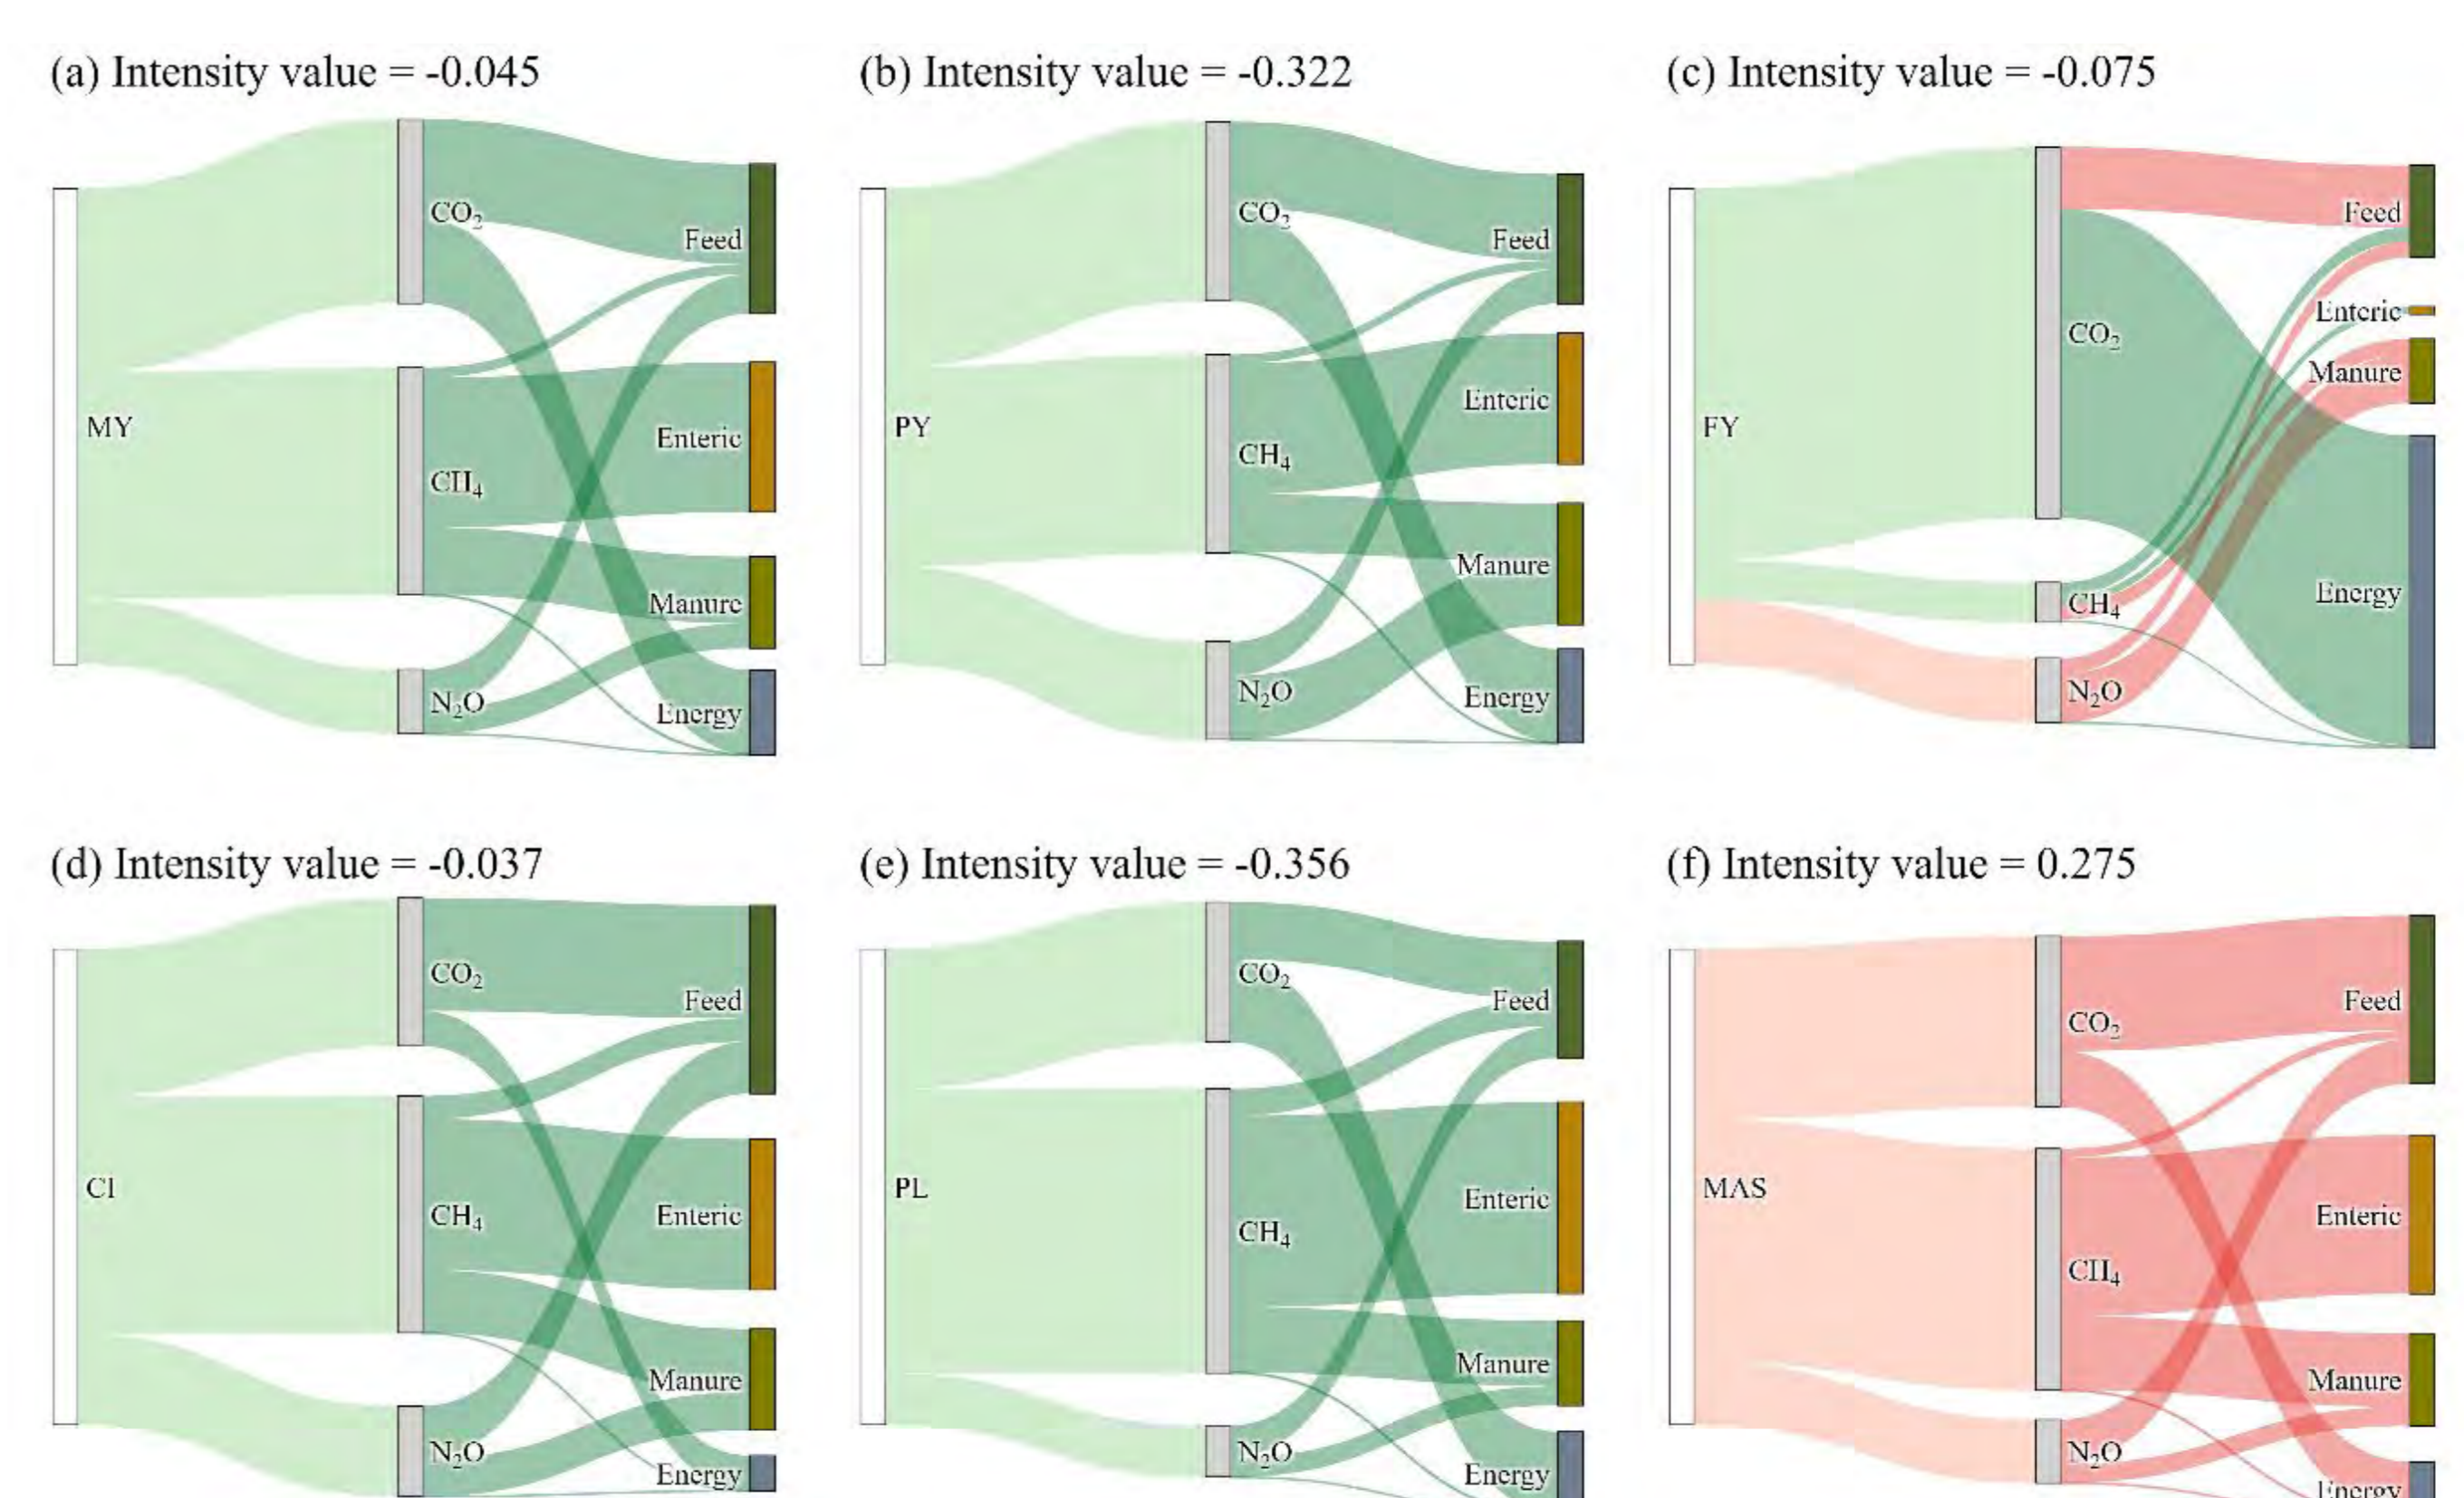 (a) Intensity value = -0.045
CO₂
Feed
MY
Enteric
CH₄
Manure
N₂O
Energy
(b) Intensity value = -0.322
CO₂
Feed
Enteric
PY
CH₄
Manure
N₂O
Energy
(c) Intensity value = -0.075
Feed
Enteric
CO₂
Manure
FY
Energy
CH₄
N₂O
(d) Intensity value = -0.037
CO₂
Feed
CI
CH₄
Enteric
Manure
N₂O
Energy
(e) Intensity value = -0.356
CO₂
Feed
PL
Enteric
CH₄
Manure
N₂O
Energy
(f) Intensity value = 0.275
Feed
CO₂
MAS
Enteric
CH₄
Manure
N₂O
Energy